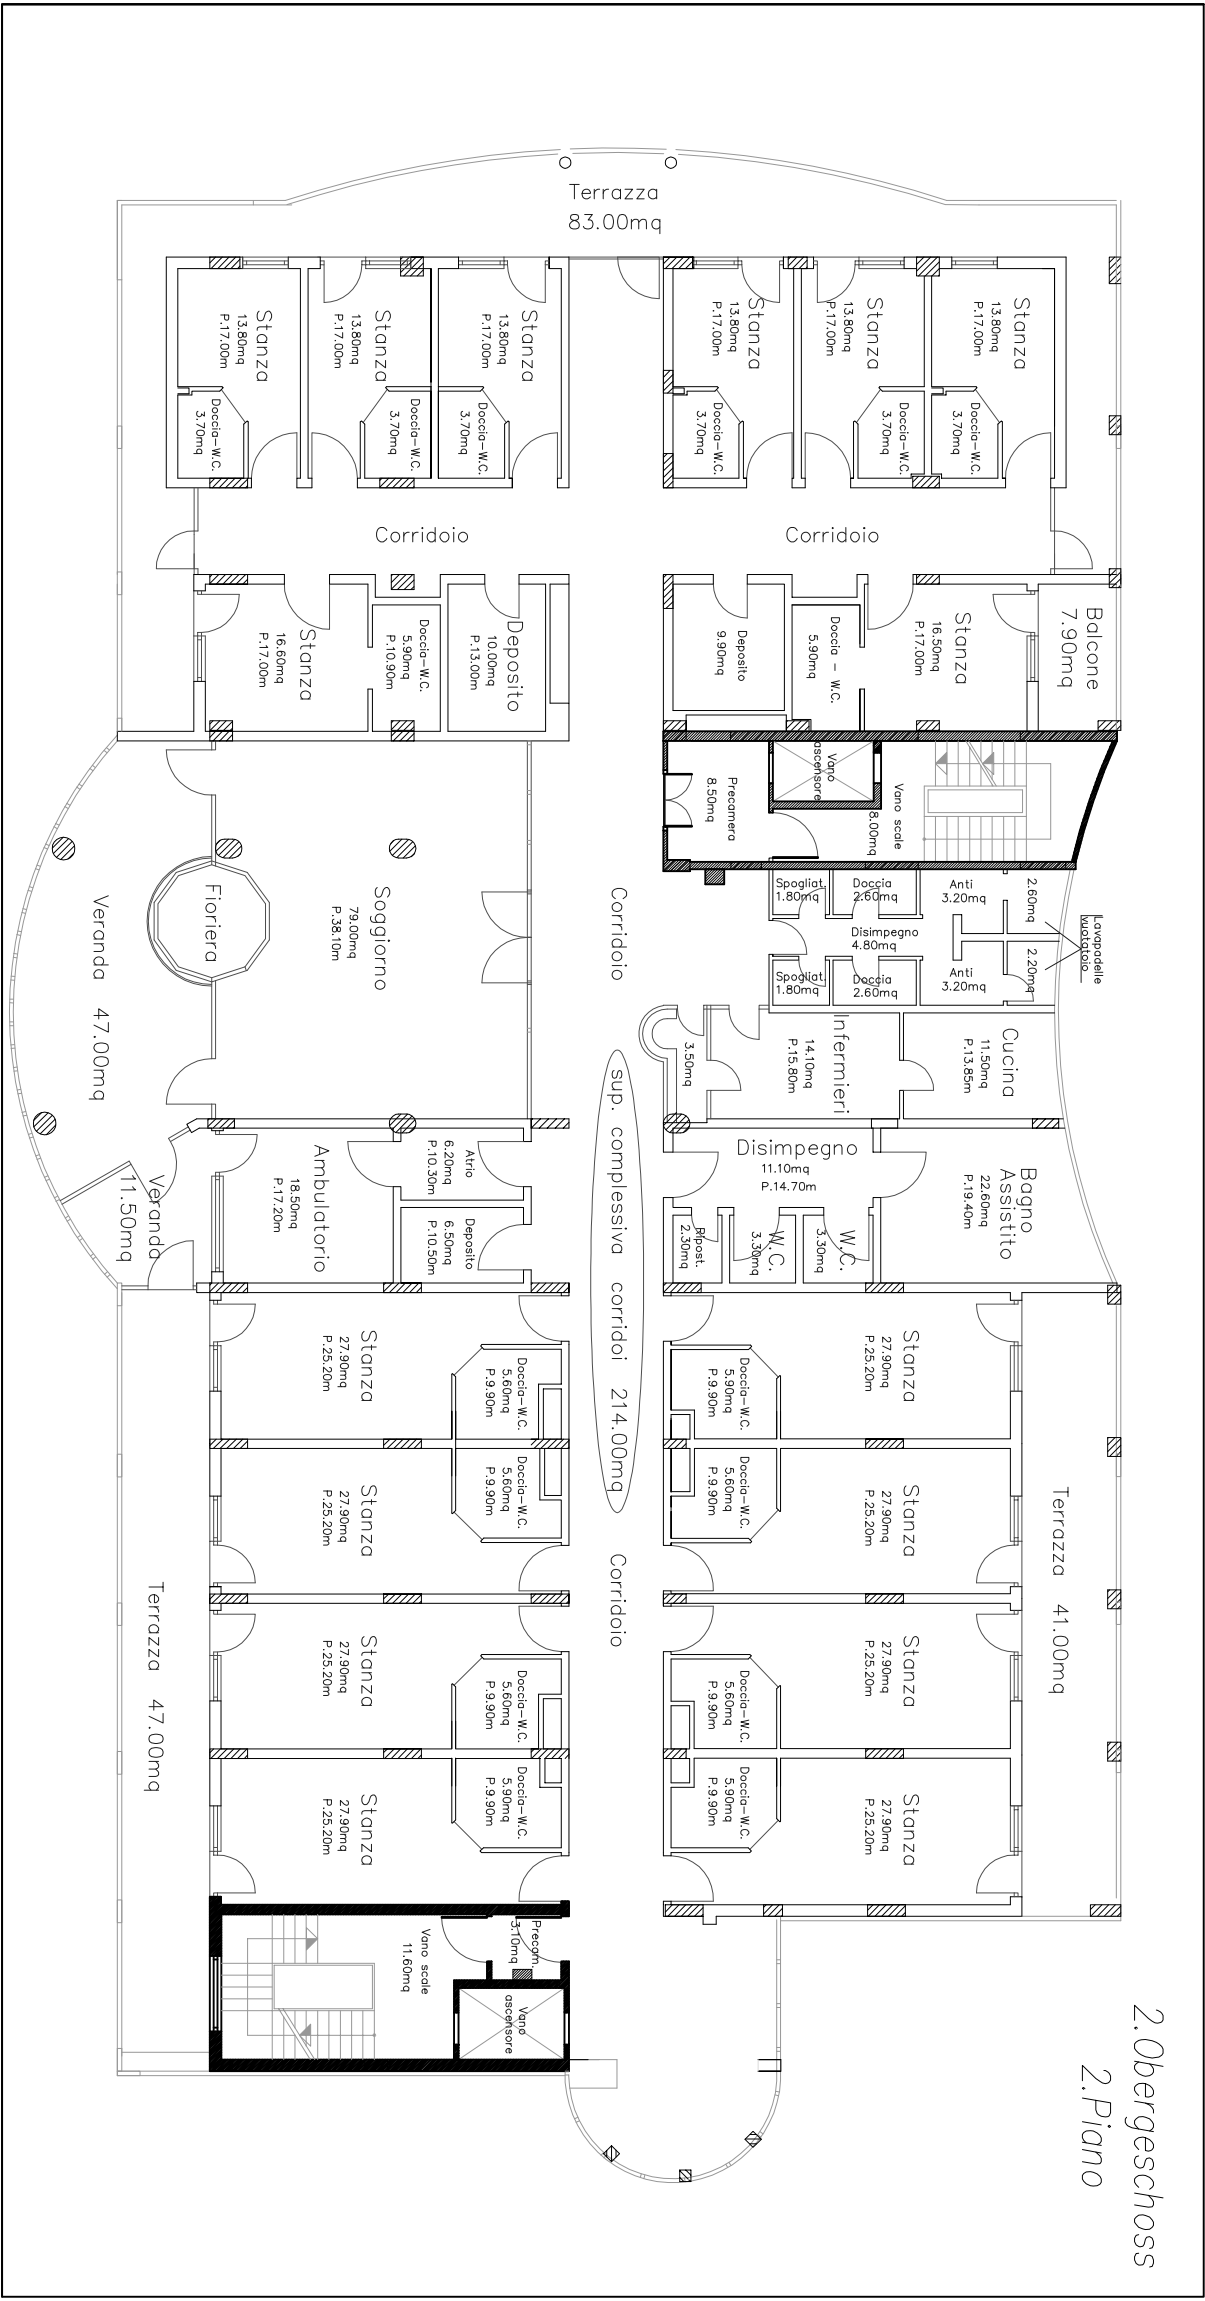 2.Obergeschoss
2.Piano
Terrazza
83.00mq
Stanza
13.80mq
P.17.00m
Stanza
13.80mq
P.17.00m
Stanza
13.80mq
P.17.00m
Stanza
13.80mq
P.17.00m
Stanza
13.80mq
P.17.00m
Stanza
13.80mq
P.17.00m
Doccia-W.C.
3.70mq
Doccia-W.C.
3.70mq
Doccia-W.C.
3.70mq
Doccia-W.C.
3.70mq
Doccia-W.C.
3.70mq
Doccia-W.C.
3.70mq
Corridoio
Corridoio
Stanza
16.60mq
P.17.00m
Doccia-W.C.
5.90mq
P.10.90m
Deposito
10.00mq
P.13.00m
Deposito
9.90mq
Doccia - W.C.
5.90mq
Stanza
16.50mq
P.17.00m
Balcone
7.90mq
Precamera
8.50mq
Vano
ascensore
Vano scale
8.00mq
Veranda 47.00mq
Fioriera
Soggiorno
79.00mq
P.38.10m
Corridoio
Spogliat.
1.80mq
Doccia
2.60mq
Anti
3.20mq
2.60mq
Disimpegno
4.80mq
Lavapadelle
vuotatoio
Spogliat.
1.80mq
Doccia
2.60mq
Anti
3.20mq
2.20mq
3.50mq
Infermieri
14.10mq
P.15.80m
Cucina
11.50mq
P.13.85m
sup. complessiva corridoi 214.00mq
Veranda
11.50mq
Ambulatorio
18.50mq
P.17.20m
Atrio
6.20mq
P.10.30m
Deposito
6.50mq
P.10.50m
Disimpegno
11.10mq
P.14.70m
Ripost.
2.30mq
W.C.
3.30mq
W.C.
3.30mq
Bagno
Assistito
22.60mq
P.19.40m
Stanza
27.90mq
P.25.20m
Doccia-W.C.
5.60mq
P.9.90m
Doccia-W.C.
5.90mq
P.9.90m
Stanza
27.90mq
P.25.20m
Stanza
27.90mq
P.25.20m
Doccia-W.C.
5.60mq
P.9.90m
Doccia-W.C.
5.60mq
P.9.90m
Stanza
27.90mq
P.25.20m
Terrazza 41.00mq
Terrazza 47.00mq
Corridoio
Stanza
27.90mq
P.25.20m
Doccia-W.C.
5.60mq
P.9.90m
Doccia-W.C.
5.60mq
P.9.90m
Stanza
27.90mq
P.25.20m
Stanza
27.90mq
P.25.20m
Doccia-W.C.
5.90mq
P.9.90m
Doccia-W.C.
5.90mq
P.9.90m
Stanza
27.90mq
P.25.20m
Vano scale
11.60mq
Precam.
3.10mq
Vano
ascensore